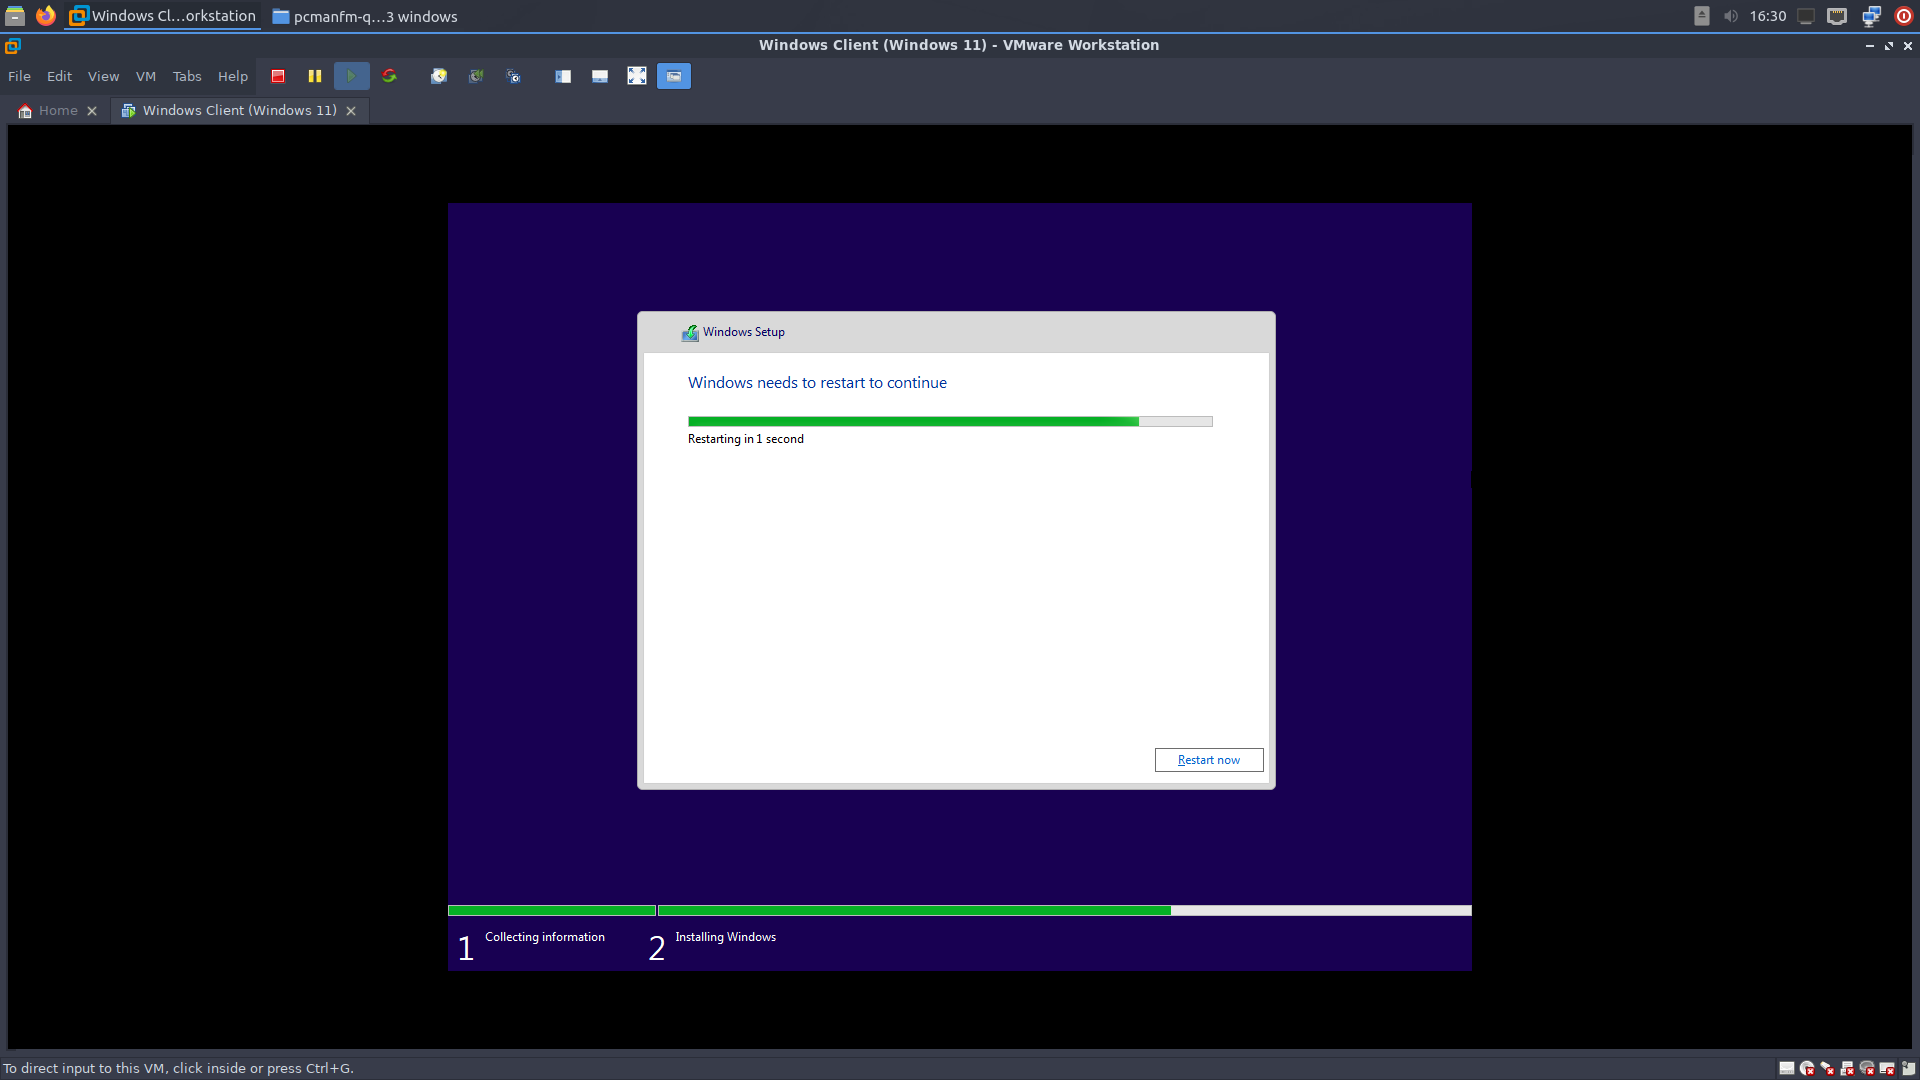 Windows Cl...orkstation
pcmanfm-q...3 windows
16:30
Windows Client (Windows 11) - VMware Workstation
File Edit View VM Tabs Help
Home
Windows Client (Windows 11)
Windows Setup
Windows needs to restart to continue
Restarting in 1 second
Restart now
1 Collecting information
2 Installing Windows
To direct input to this VM, click inside or press Ctrl+G.